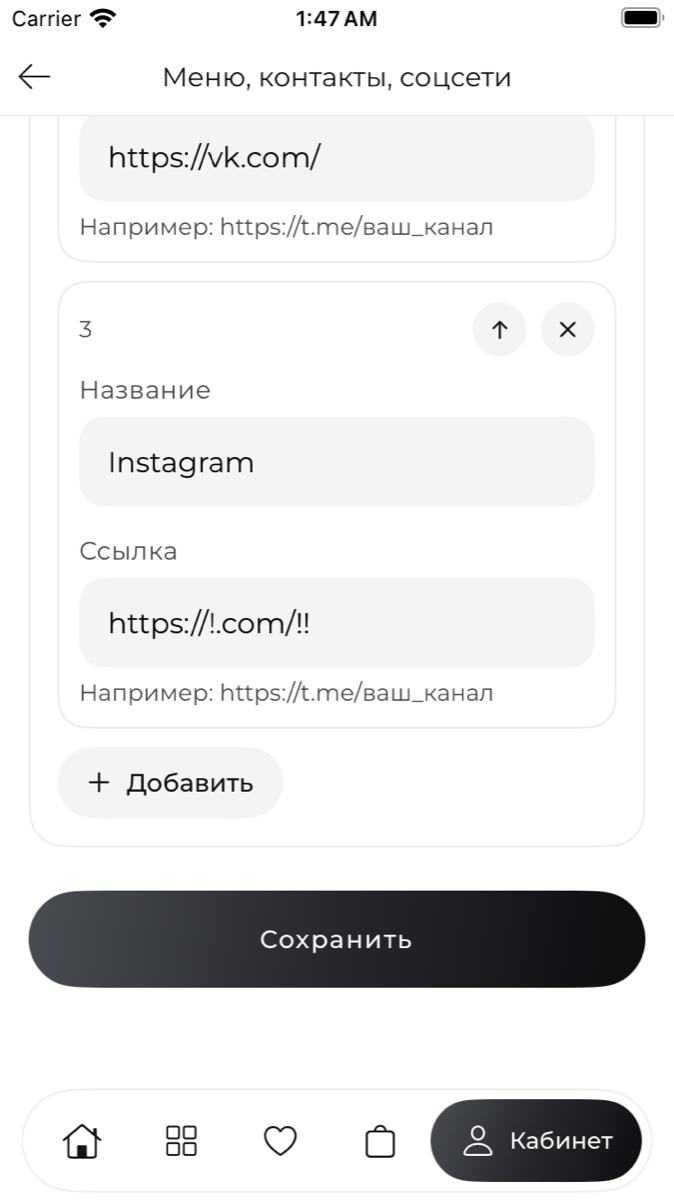 Carrier 1:47 AM
Меню, контакты, соцсети
https://vk.com/
Например: https://t.me/ваш_канал
3
Название
Instagram
Ссылка
https://!.com/!!
Например: https://t.me/ваш_канал
+ Добавить
Сохранить
Кабинет